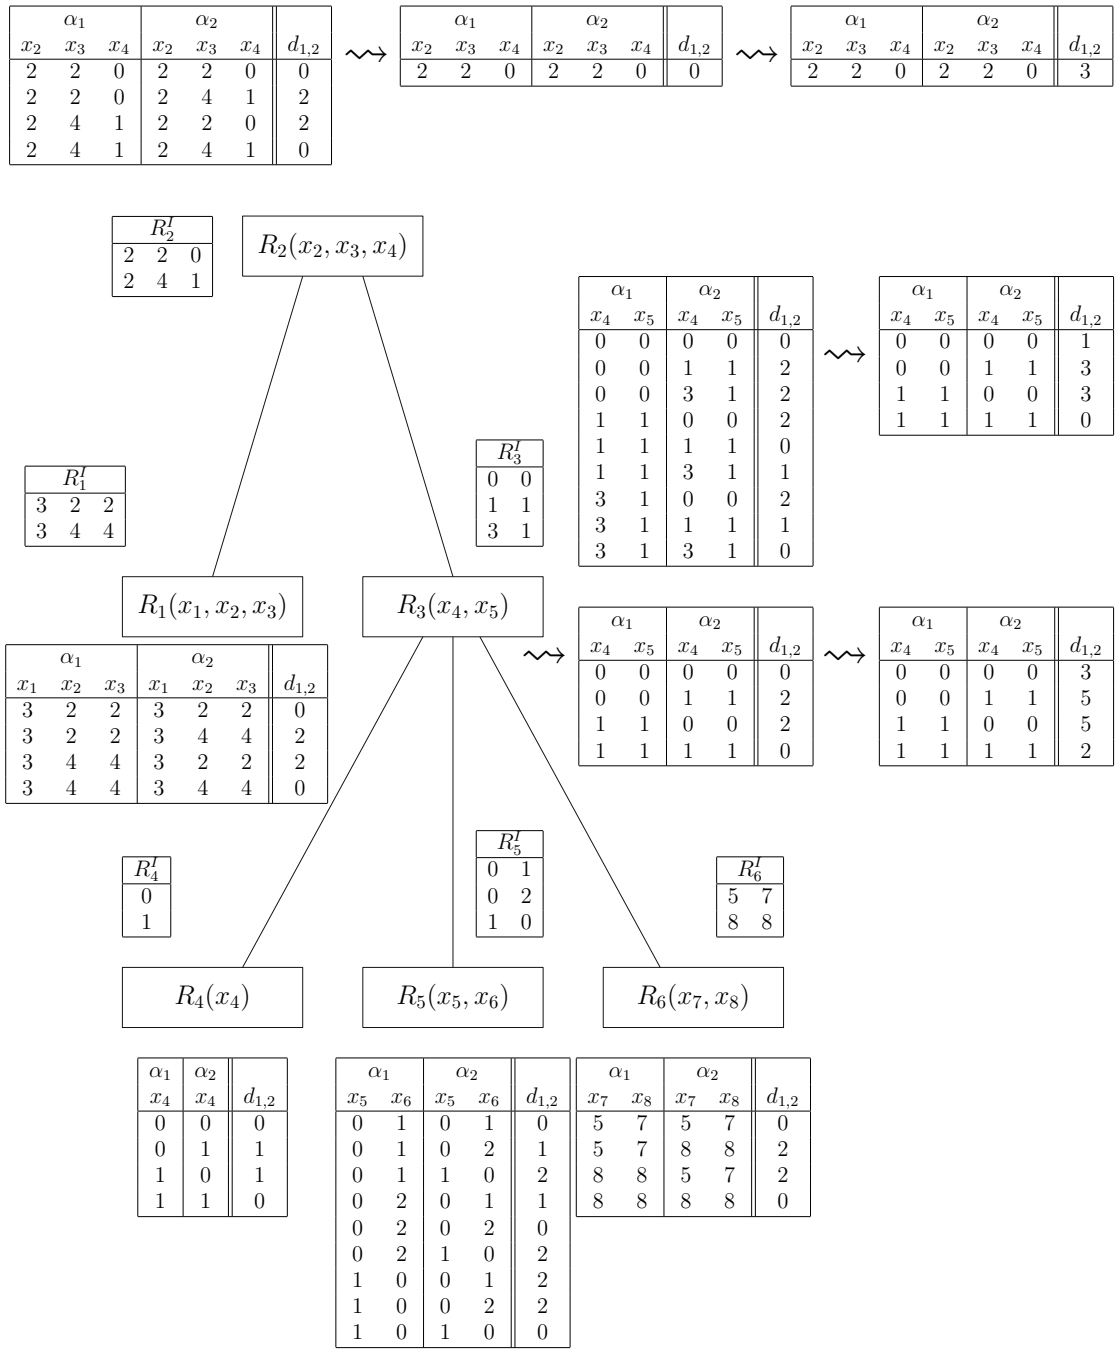 α₁ α₂
x₂ x₃ x₄ x₂ x₃ x₄ d₁,₂
2 2 0 2 2 0 0
2 2 0 2 4 1 2
2 4 1 2 2 0 2
2 4 1 2 4 1 0
α₁ α₂
x₂ x₃ x₄ x₂ x₃ x₄ d₁,₂
2 2 0 2 2 0 0
α₁ α₂
x₂ x₃ x₄ x₂ x₃ x₄ d₁,₂
2 2 0 2 2 0 3
R₂ᴵ
2 2 0
2 4 1
R₂(x₂, x₃, x₄)
α₁ α₂
x₄ x₅ x₄ x₅ d₁,₂
0 0 0 0 0
0 0 1 1 2
0 0 3 1 2
1 1 0 0 2
1 1 1 1 0
1 1 3 1 1
3 1 0 0 2
3 1 1 1 1
3 1 3 1 0
α₁ α₂
x₄ x₅ x₄ x₅ d₁,₂
0 0 0 0 1
0 0 1 1 3
1 1 0 0 3
1 1 1 1 0
R₁ᴵ
3 2 2
3 4 4
R₃ᴵ
0 0
1 1
3 1
R₁(x₁, x₂, x₃)
R₃(x₄, x₅)
α₁ α₂
x₁ x₂ x₃ x₁ x₂ x₃ d₁,₂
3 2 2 3 2 2 0
3 2 2 3 4 4 2
3 4 4 3 2 2 2
3 4 4 3 4 4 0
α₁ α₂
x₄ x₅ x₄ x₅ d₁,₂
0 0 0 0 0
0 0 1 1 2
1 1 0 0 2
1 1 1 1 0
α₁ α₂
x₄ x₅ x₄ x₅ d₁,₂
0 0 0 0 3
0 0 1 1 5
1 1 0 0 5
1 1 1 1 2
R₄ᴵ
0
1
R₅ᴵ
0 1
0 2
1 0
R₆ᴵ
5 7
8 8
R₄(x₄)
R₅(x₅, x₆)
R₆(x₇, x₈)
α₁ α₂
x₄ x₄ d₁,₂
0 0 0
0 1 1
1 0 1
1 1 0
α₁ α₂
x₅ x₆ x₅ x₆ d₁,₂
0 1 0 1 0
0 1 0 2 1
0 1 1 0 2
0 2 0 1 1
0 2 0 2 0
0 2 1 0 2
1 0 0 1 2
1 0 0 2 2
1 0 1 0 0
α₁ α₂
x₇ x₈ x₇ x₈ d₁,₂
5 7 5 7 0
5 7 8 8 2
8 8 5 7 2
8 8 8 8 0